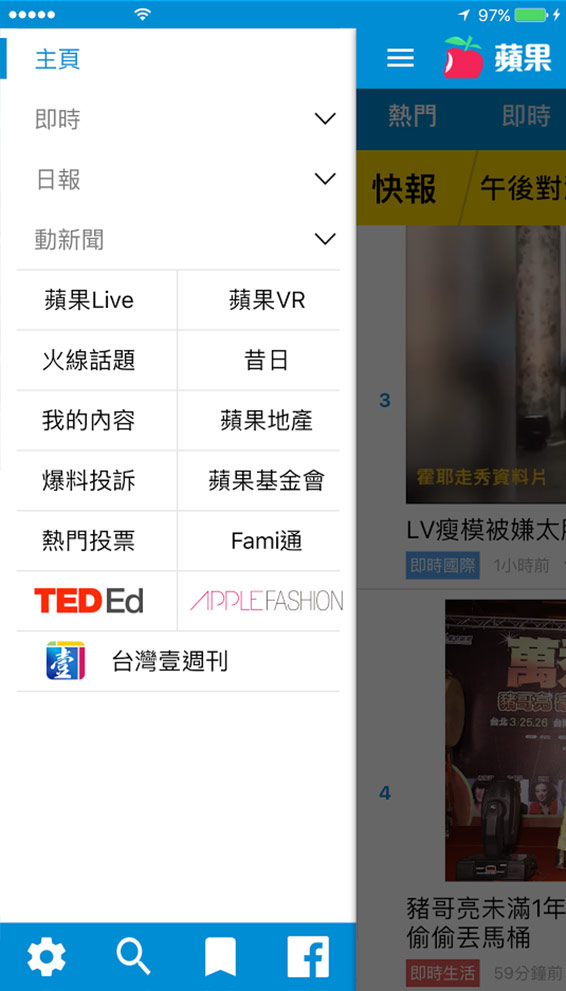 97%
主頁
即時
日報
動新聞
蘋果Live
蘋果VR
火線話題
昔日
我的內容
蘋果地產
爆料投訴
蘋果基金會
熱門投票
Fami通
TEDEd
APPLEFASHION
台灣壹週刊
蘋果
熱門
即時
快報
午後對
3
霍耶走秀資料片
LV瘦模被嫌太
即時國際
1小時前
豬哥亮
台北3/25.26
4
豬哥亮未滿1年
偷偷丟馬桶
即時生活
59分鐘前